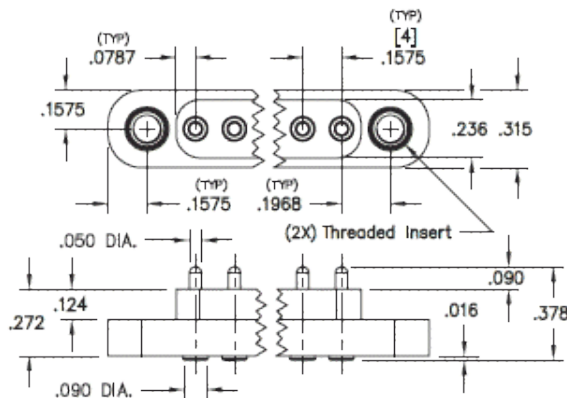 (TYP)
(TYP)
[4]
.0787
.1575
.1575
.236 .315
(TYP)
(TYP)
.1575
.1968
(2X) Threaded Insert
.050 DIA.
.090
.124
.016
.272
.378
.090 DIA.